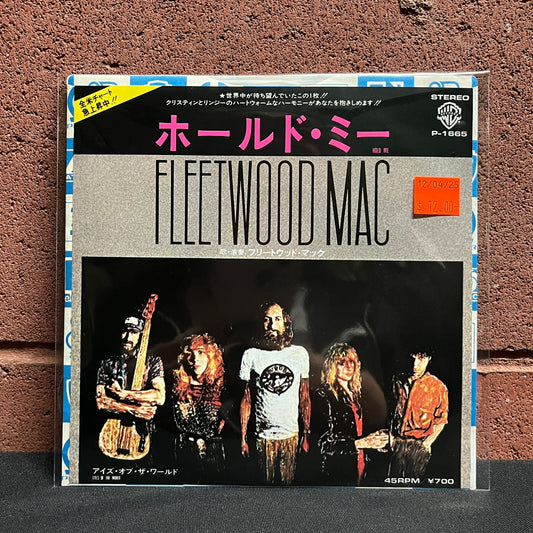 全米チャート
急上昇中!!
★世界中が待ち望んでいたこの1枚!!
クリスティンとリンジーのハートウォームなハーモニーがあなたを抱きしめます!!
STEREO
P-1665
ホールド・ミー
HOLD ME
FLEETWOOD MAC
12/04/25
12.00
フリートウッド・マック
アイズ・オブ・ザ・ワールド
EYES OF THE WORLD
45RPM ¥700